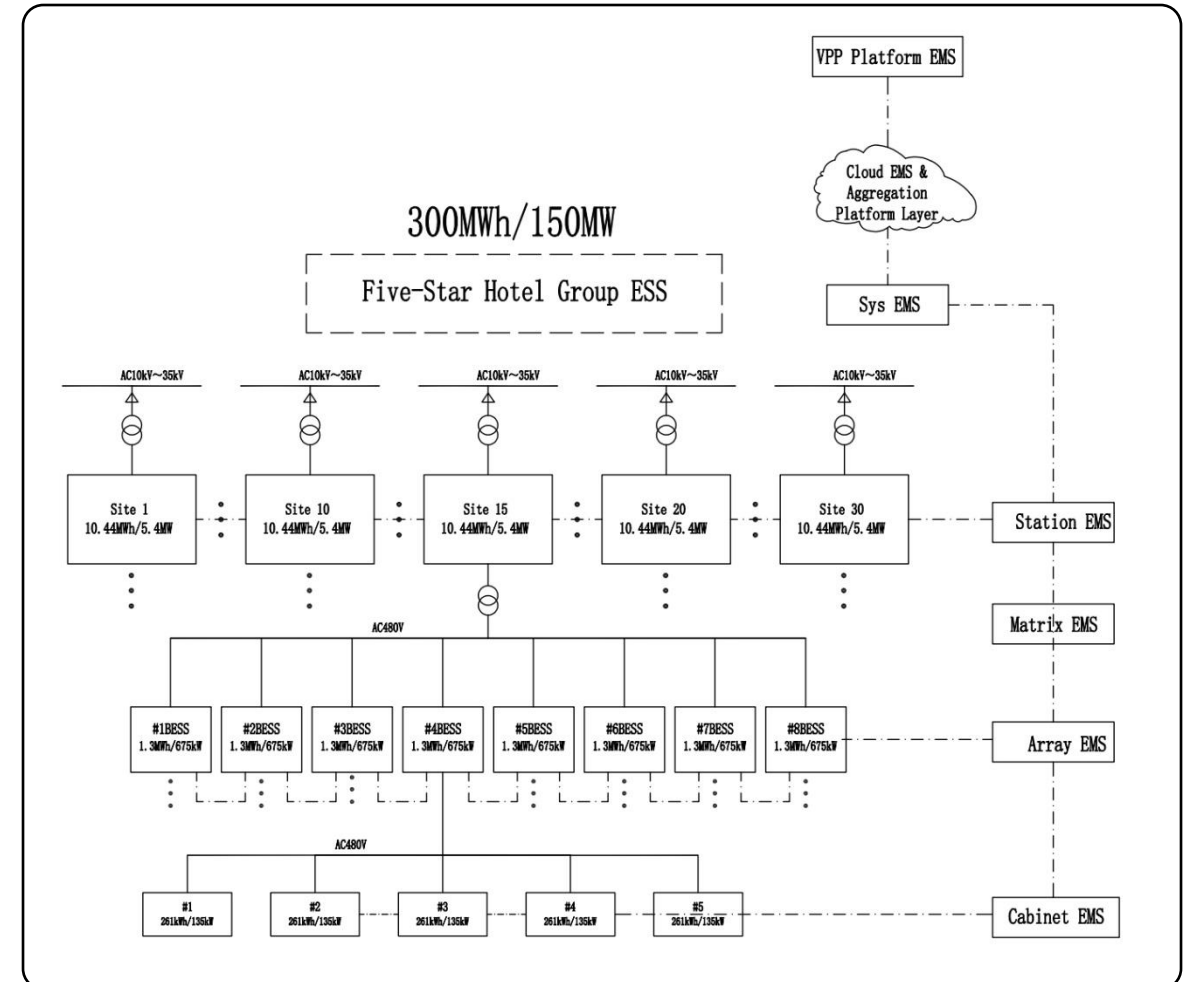 VPP Platform EMS
Cloud EMS &
Aggregation
Platform Layer
300MWh/150MW
Five-Star Hotel Group ESS
Sys EMS
AC10kV～35kV
AC10kV～35kV
AC10kV～35kV
AC10kV～35kV
AC10kV～35kV
Site 1
10.44MWh/5.4MW
Site 10
10.44MWh/5.4MW
Site 15
10.44MWh/5.4MW
Site 20
10.44MWh/5.4MW
Site 30
10.44MWh/5.4MW
Station EMS
Matrix EMS
AC480V
#1BESS
1.3MWh/675kW
#2BESS
1.3MWh/675kW
#3BESS
1.3MWh/675kW
#4BESS
1.3MWh/675kW
#5BESS
1.3MWh/675kW
#6BESS
1.3MWh/675kW
#7BESS
1.3MWh/675kW
#8BESS
1.3MWh/675kW
Array EMS
AC480V
#1
261kWh/135kW
#2
261kWh/135kW
#3
261kWh/135kW
#4
261kWh/135kW
#5
261kWh/135kW
Cabinet EMS